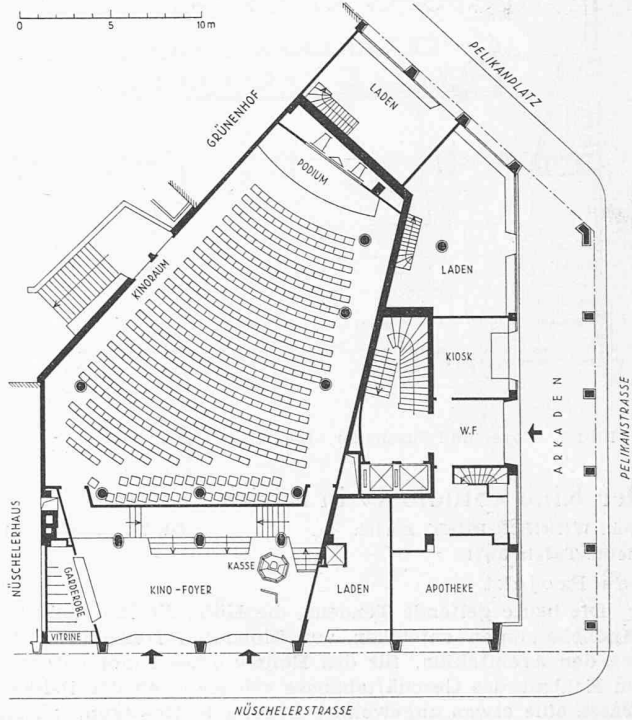 0 5 10 m
PELIKANPLATZ
GRÜNENHOF
LADEN
PODIUM
KINORAUM
LADEN
KIOSK
W.F.
ARKADEN
PELIKANSTRASSE
NÜSCHELERHAUS
GARDEROBE
VITRINE
KINO-FOYER
KASSE
LADEN
APOTHEKE
NÜSCHELERSTRASSE